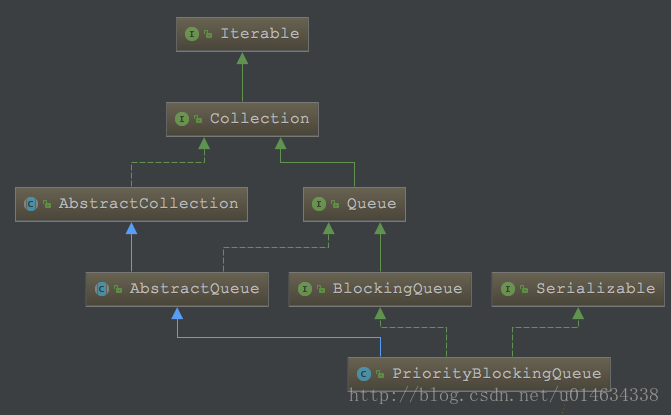 Iterable
Collection
AbstractCollection
Queue
AbstractQueue
BlockingQueue
Serializable
PriorityBlockingQueue
http://blog.csdn.net/u014634338